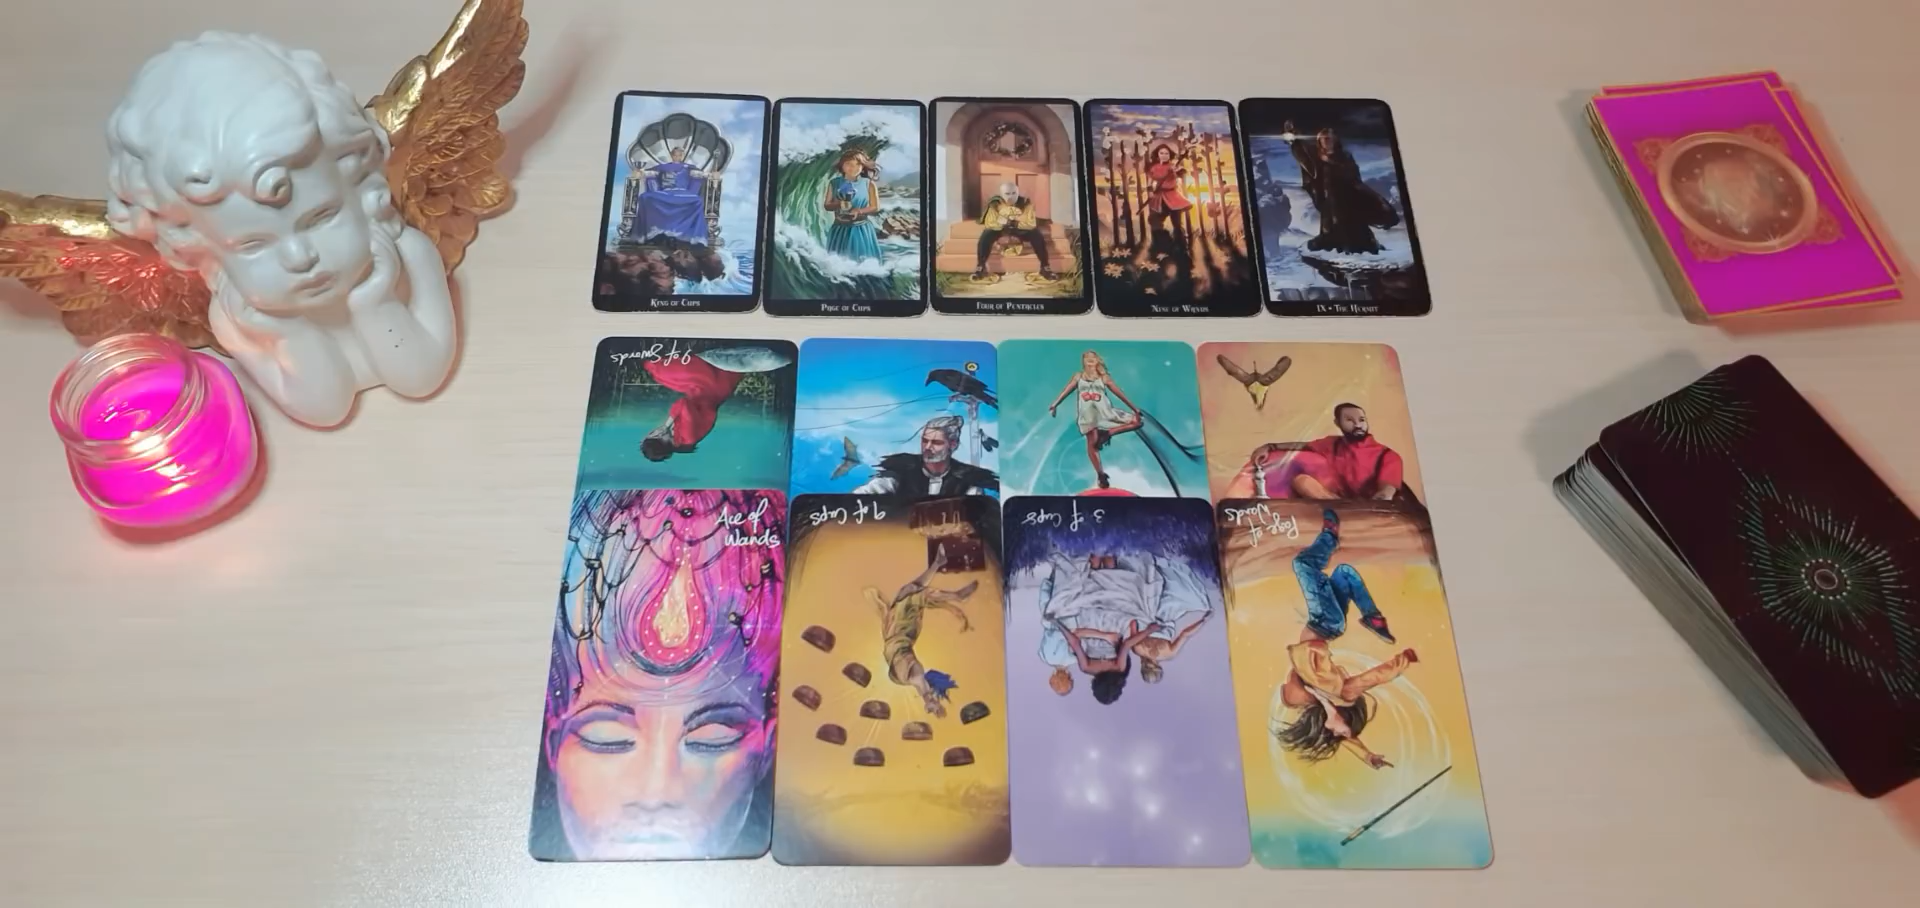 King of Cups
Page of Cups
Four of Pentacles
Nine of Wands
IX • The Hermit
9 of Swords
Ace of
Wands
9 of Cups
3 of Cups
Page of
Wands